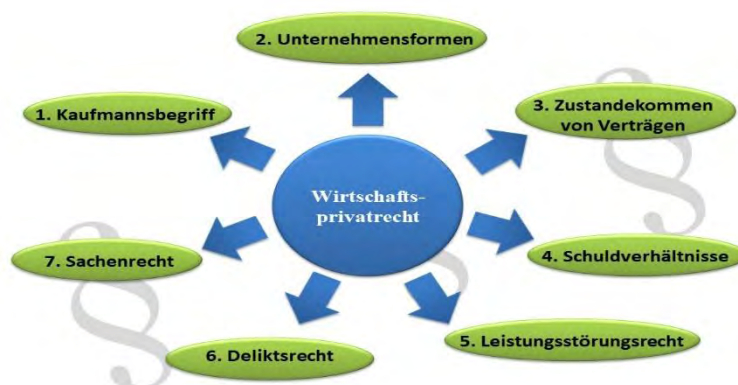 2. Unternehmensformen
1. Kaufmannsbegriff
3. Zustandekommen
von Verträgen
Wirtschafts-
privatrecht
7. Sachenrecht
4. Schuldverhältnisse
6. Deliktsrecht
5. Leistungsstörungsrecht
§
§
§